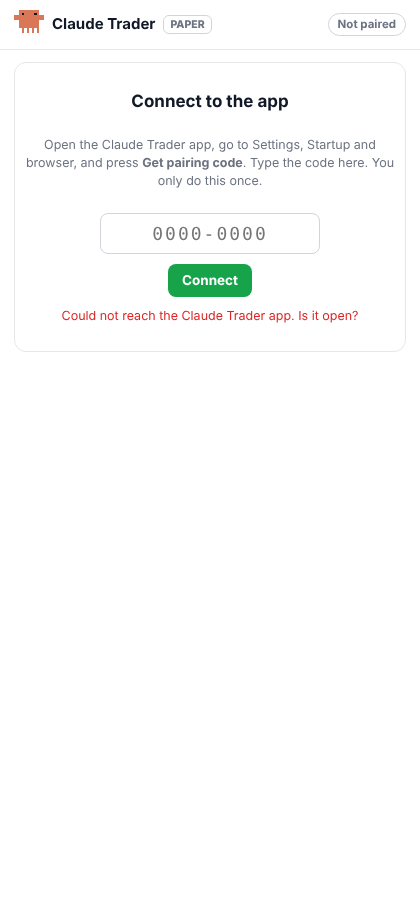 Claude Trader PAPER Not paired
Connect to the app
Open the Claude Trader app, go to Settings, Startup and
browser, and press Get pairing code. Type the code here. You
only do this once.
0000-0000
Connect
Could not reach the Claude Trader app. Is it open?